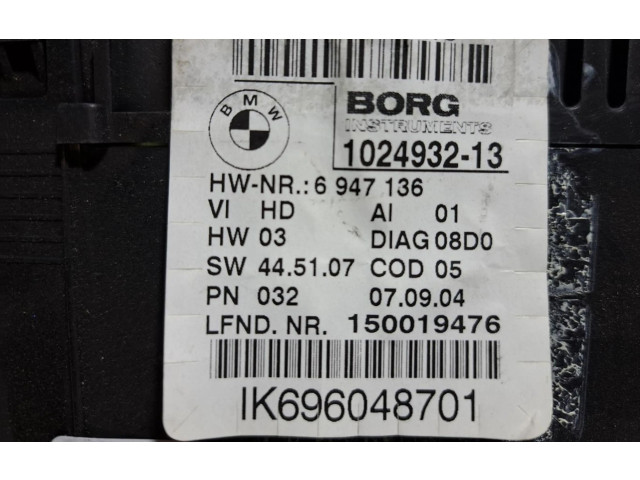 BMW
BORG
INSTRUMENTS
1024932-13
HW-NR.:6 947 136
VI HD AI 01
HW 03 DIAG 08D0
SW 44.51.07 COD 05
PN 032 07.09.04
LFND. NR. 150019476
IK696048701